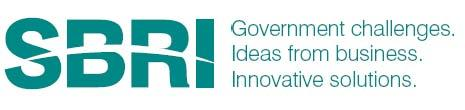 SBRI
Government challenges.
Ideas from business.
Innovative solutions.